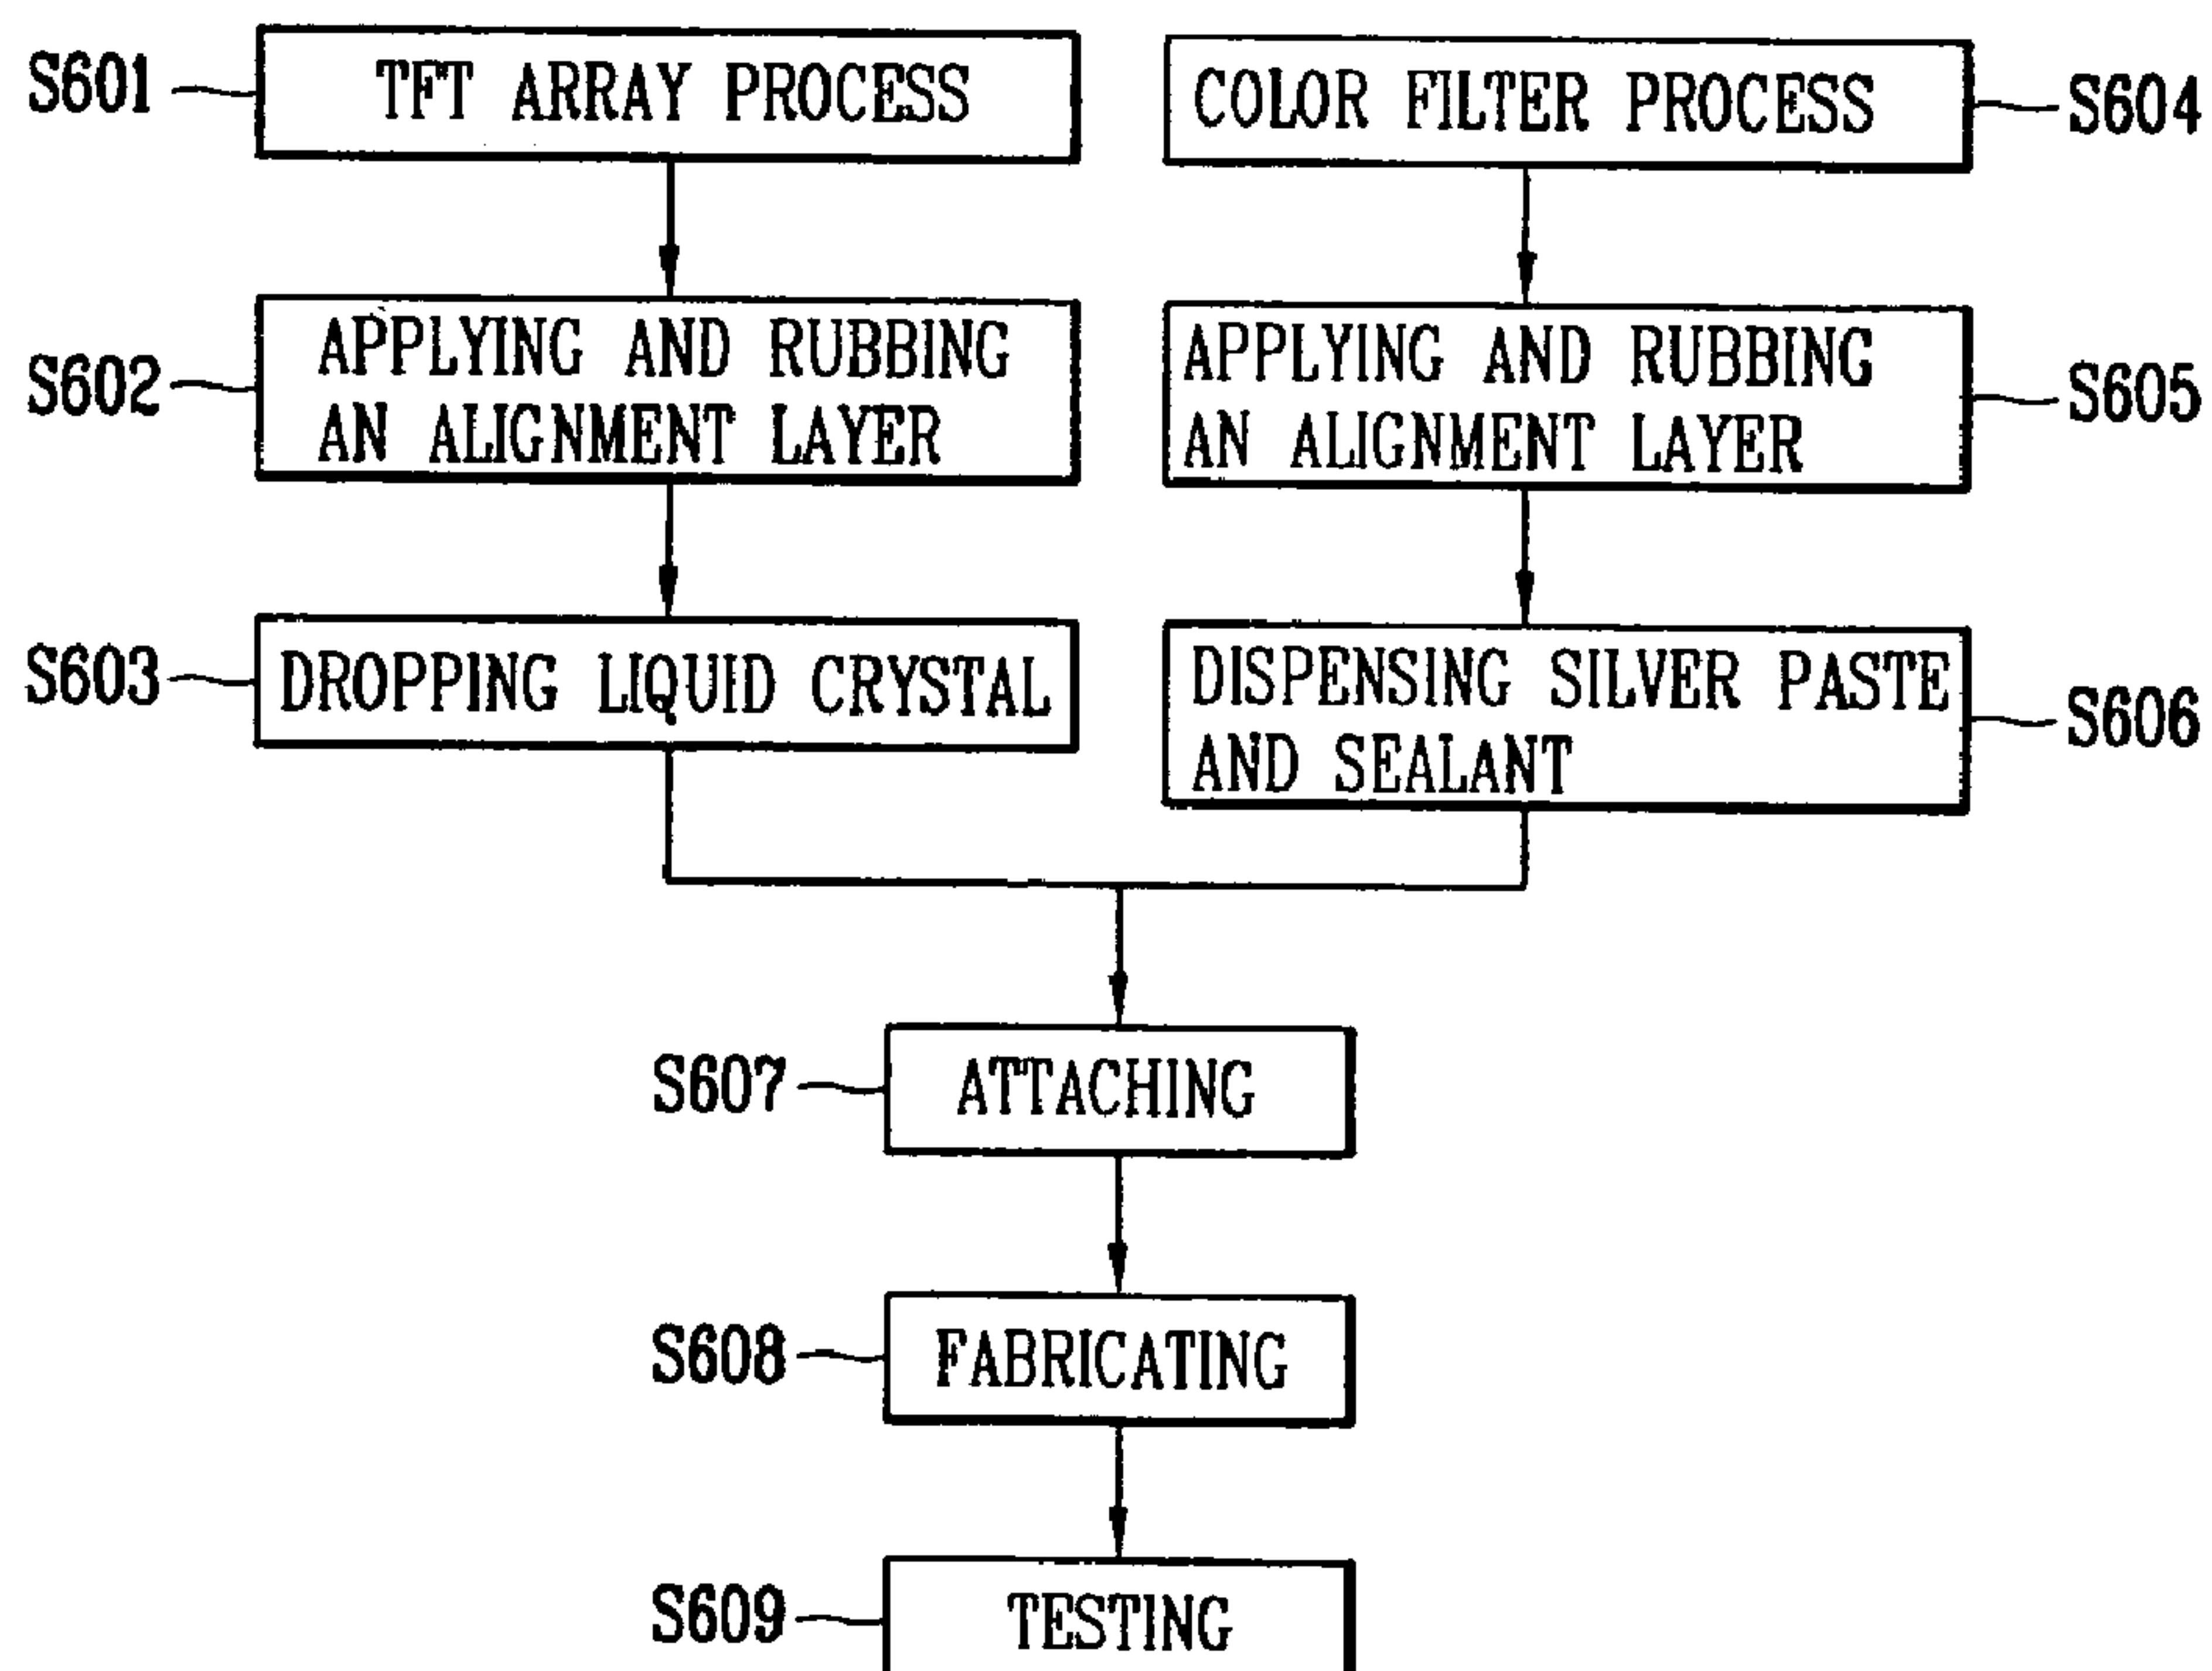 S601
TFT ARRAY PROCESS
COLOR FILTER PROCESS
S604
S602
APPLYING AND RUBBING
AN ALIGNMENT LAYER
APPLYING AND RUBBING
AN ALIGNMENT LAYER
S605
S603
DROPPING LIQUID CRYSTAL
DISPENSING SILVER PASTE
AND SEALANT
S606
S607
ATTACHING
S608
FABRICATING
S609
TESTING